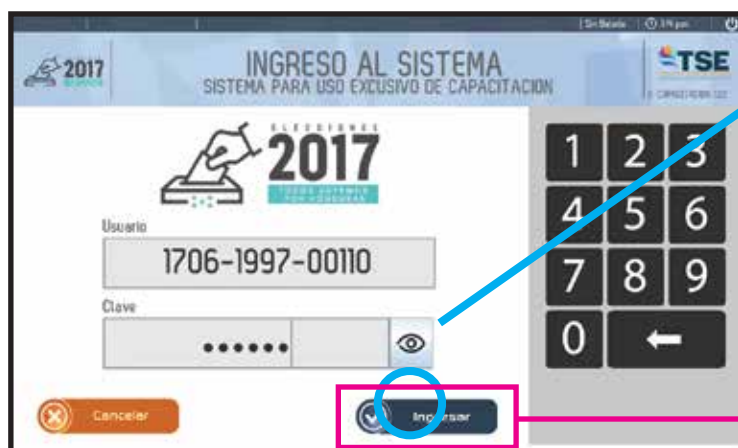 2017
INGRESO AL SISTEMA
SISTEMA PARA USO EXCUSIVO DE CAPACITACION
TSE
ELECCIONES
2017
Usuario
1706-1997-00110
Clave
••••••
Cancelar
Ingresar
1 2 3
4 5 6
7 8 9
0